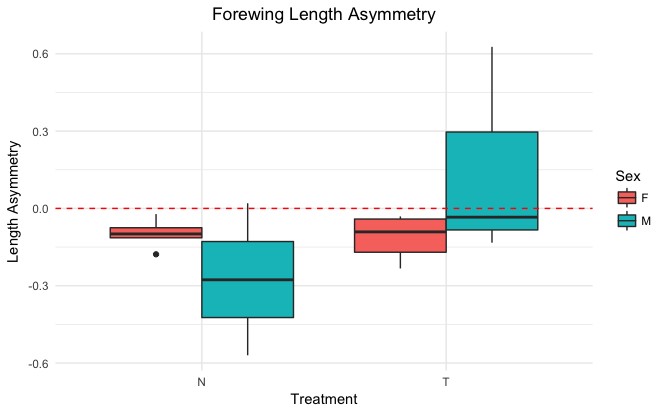 Forewing Length Asymmetry
Length Asymmetry
0.6
0.3
0.0
-0.3
-0.6
N
T
Treatment
Sex
F
M